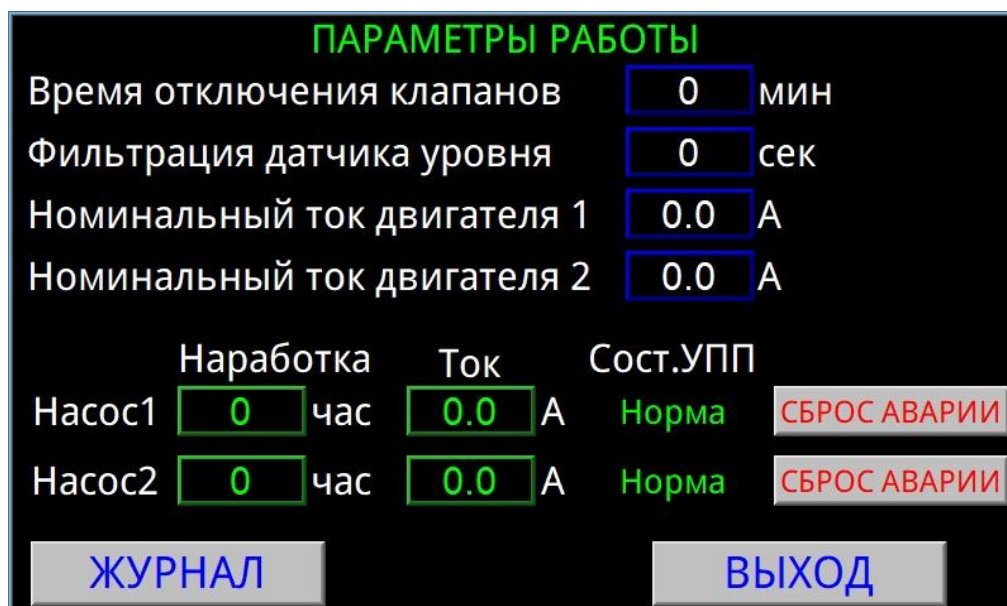 ПАРАМЕТРЫ РАБОТЫ
Время отключения клапанов 0 мин
Фильтрация датчика уровня 0 сек
Номинальный ток двигателя 1 0.0 А
Номинальный ток двигателя 2 0.0 А
Наработка Ток Сост.УПП
Насос1 0 час 0.0 А Норма СБРОС АВАРИИ
Насос2 0 час 0.0 А Норма СБРОС АВАРИИ
ЖУРНАЛ ВЫХОД